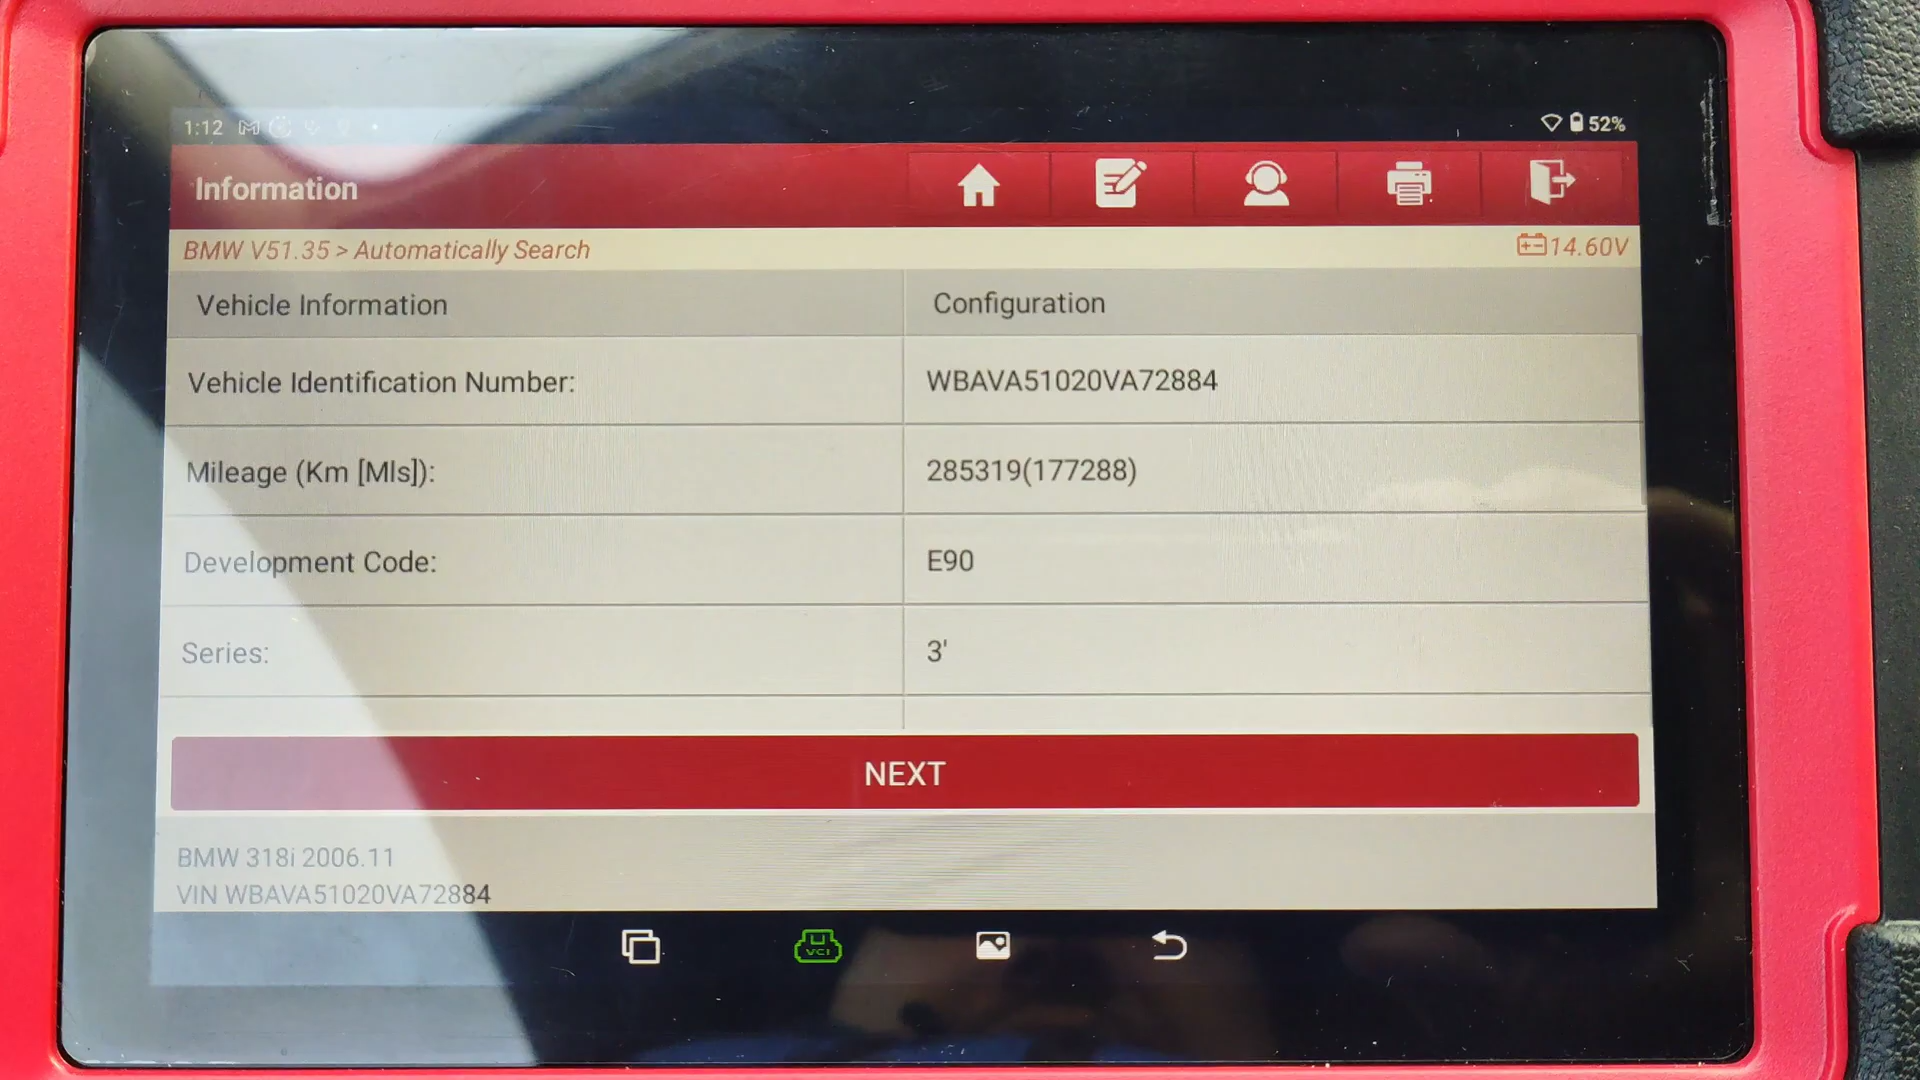 1:12
52%
Information
BMW V51.35 > Automatically Search
14.60V
Vehicle Information
Configuration
Vehicle Identification Number:
WBAVA51020VA72884
Mileage (Km [Mls]):
285319(177288)
Development Code:
E90
Series:
3'
NEXT
BMW 318i 2006.11
VIN WBAVA51020VA72884
VCI